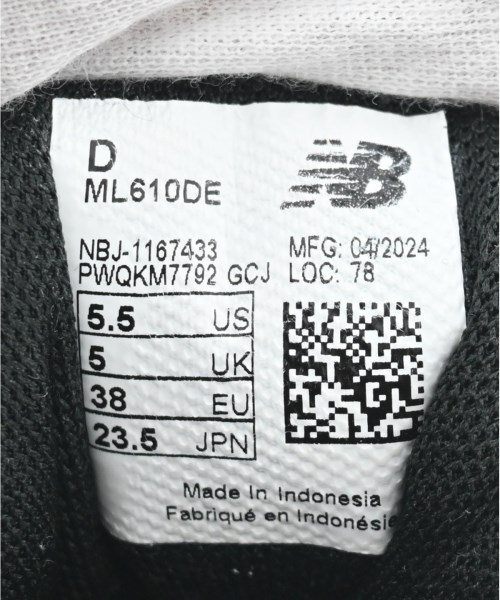 D
NB
ML610DE
NBJ-1167433 MFG: 04/2024
PWQKM7792 GCJ LOC: 78
5.5 US
5 UK
38 EU
23.5 JPN
Made In Indonesia
Fabriqué en Indonésie